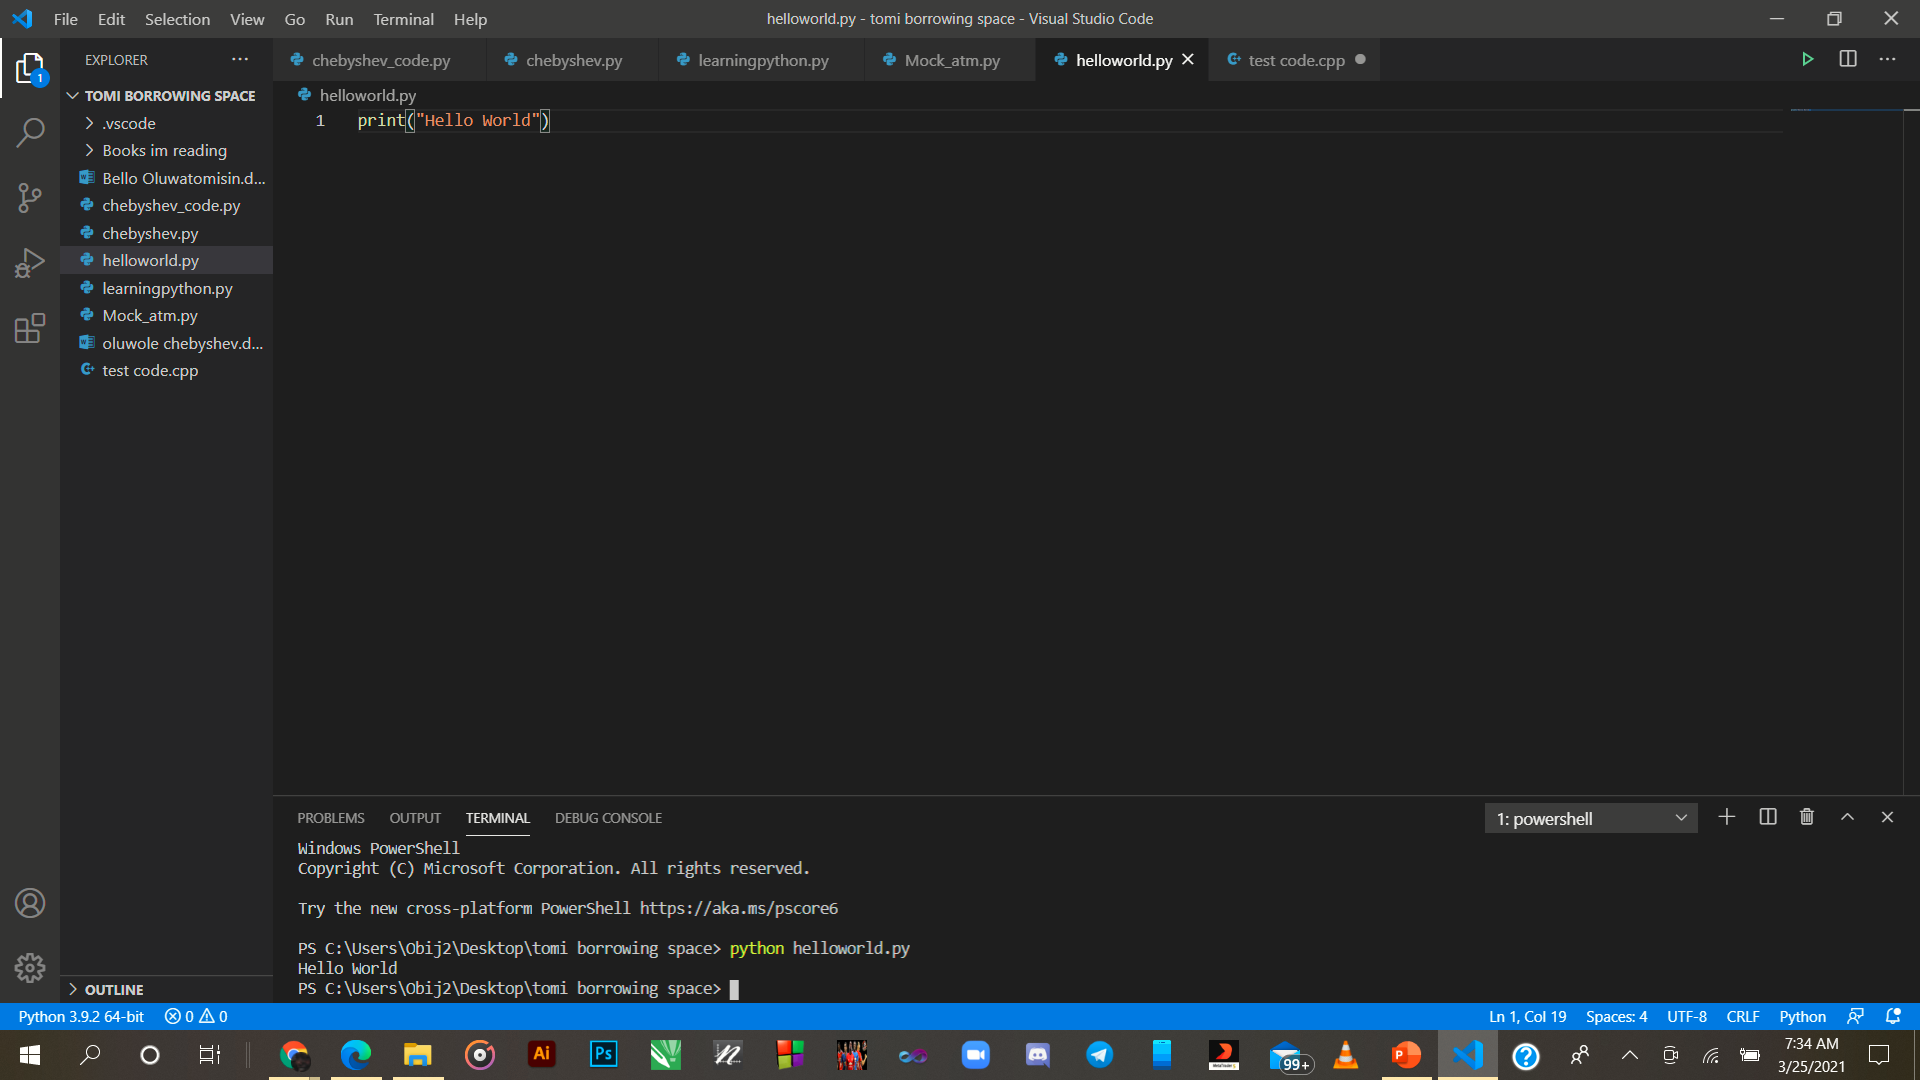 File Edit Selection View Go Run Terminal Help
helloworld.py - tomi borrowing space - Visual Studio Code
EXPLORER
chebyshev_code.py
chebyshev.py
learningpython.py
Mock_atm.py
helloworld.py
test code.cpp
1
TOMI BORROWING SPACE
.vscode
Books im reading
Bello Oluwatomisin.d...
chebyshev_code.py
chebyshev.py
helloworld.py
learningpython.py
Mock_atm.py
oluwole chebyshev.d...
test code.cpp
OUTLINE
helloworld.py
1 print("Hello World")
PROBLEMS OUTPUT TERMINAL DEBUG CONSOLE
1: powershell
Windows PowerShell
Copyright (C) Microsoft Corporation. All rights reserved.
Try the new cross-platform PowerShell https://aka.ms/pscore6
PS C:\Users\Obij2\Desktop\tomi borrowing space> python helloworld.py
Hello World
PS C:\Users\Obij2\Desktop\tomi borrowing space>
Python 3.9.2 64-bit 0 0
Ln 1, Col 19 Spaces: 4 UTF-8 CRLF Python
Ai
Ps
99+
P
7:34 AM
3/25/2021